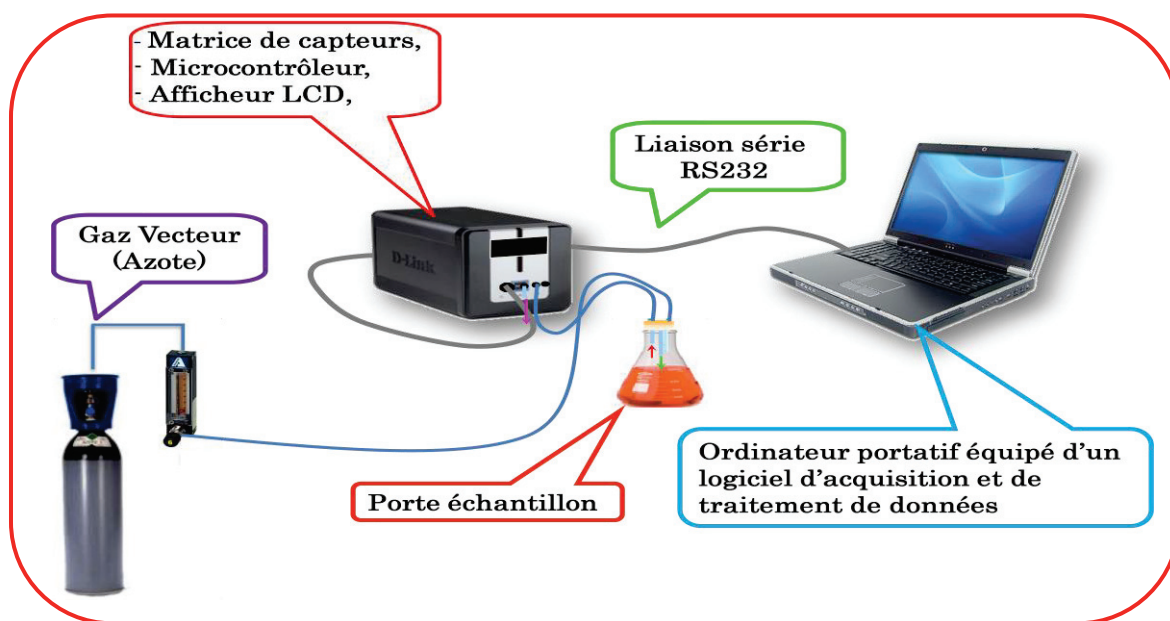 - Matrice de capteurs,
- Microcontrôleur,
- Afficheur LCD,
Liaison série
RS232
Gaz Vecteur
(Azote)
D-Link
Porte échantillon
Ordinateur portatif équipé d'un
logiciel d'acquisition et de
traitement de données